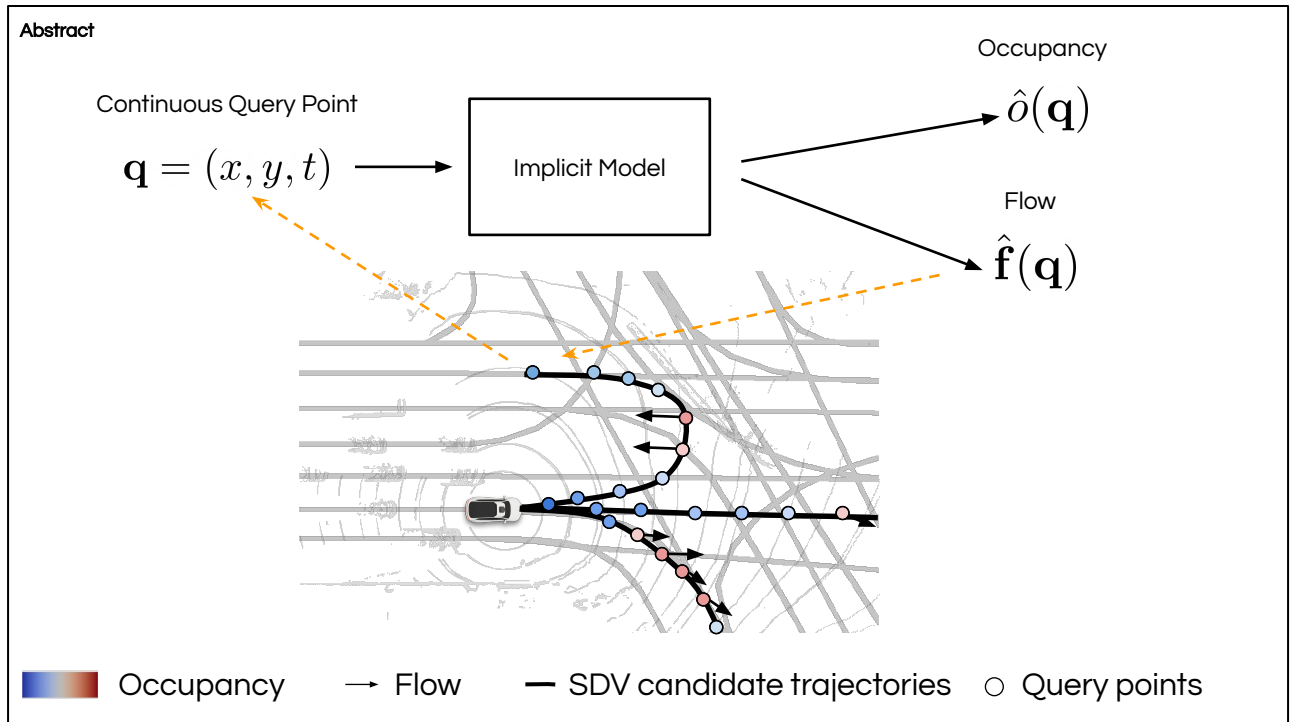 Abstract
Continuous Query Point
q = (x, y, t)
Implicit Model
Occupancy
ô(q)
Flow
f̂(q)
Occupancy
Flow
SDV candidate trajectories
Query points